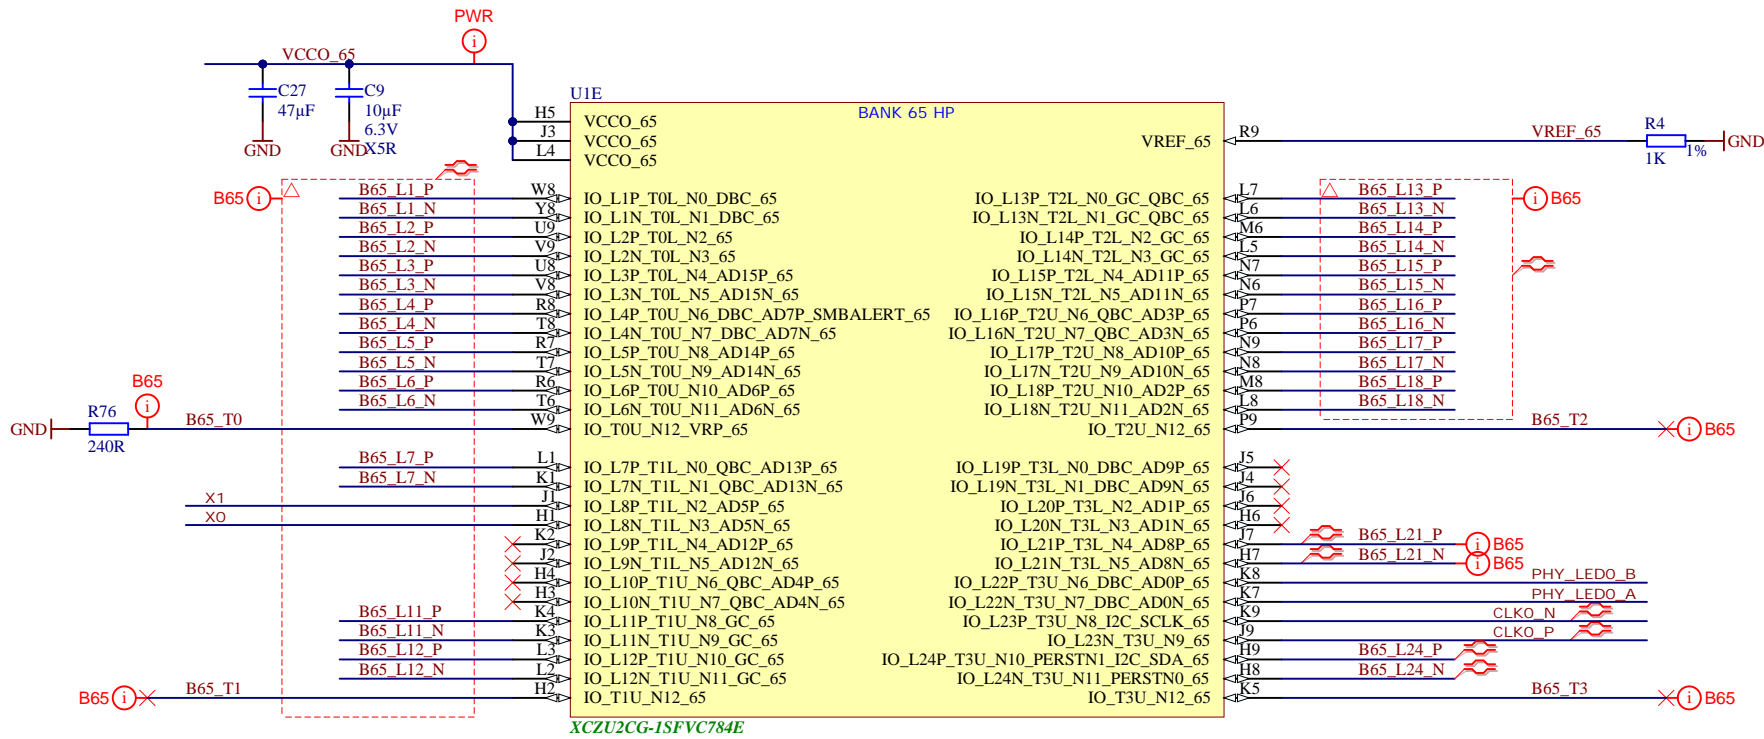 PWR
i
VCCO_65
C27
47µF
GND
C9
10µF
6.3V
X5R
GND
U1E
BANK 65 HP
H5 VCCO_65
J3 VCCO_65
L4 VCCO_65
VREF_65 R9 VREF_65 R4 1K 1% GND
B65 i
B65_L1_P W8 IO_L1P_T0L_N0_DBC_65
B65_L1_N Y8 IO_L1N_T0L_N1_DBC_65
B65_L2_P U9 IO_L2P_T0L_N2_65
B65_L2_N V9 IO_L2N_T0L_N3_65
B65_L3_P U8 IO_L3P_T0L_N4_AD15P_65
B65_L3_N V8 IO_L3N_T0L_N5_AD15N_65
B65_L4_P R8 IO_L4P_T0U_N6_DBC_AD7P_SMBALERT_65
B65_L4_N T8 IO_L4N_T0U_N7_DBC_AD7N_65
B65_L5_P R7 IO_L5P_T0U_N8_AD14P_65
B65_L5_N T7 IO_L5N_T0U_N9_AD14N_65
B65_L6_P R6 IO_L6P_T0U_N10_AD6P_65
B65_L6_N T6 IO_L6N_T0U_N11_AD6N_65
B65
i
GND R76 240R B65_T0 W9 IO_T0U_N12_VRP_65
B65_L7_P L1 IO_L7P_T1L_N0_QBC_AD13P_65
B65_L7_N K1 IO_L7N_T1L_N1_QBC_AD13N_65
X1 J1 IO_L8P_T1L_N2_AD5P_65
X0 H1 IO_L8N_T1L_N3_AD5N_65
K2 IO_L9P_T1L_N4_AD12P_65
J2 IO_L9N_T1L_N5_AD12N_65
H4 IO_L10P_T1U_N6_QBC_AD4P_65
H3 IO_L10N_T1U_N7_QBC_AD4N_65
B65_L11_P K4 IO_L11P_T1U_N8_GC_65
B65_L11_N K3 IO_L11N_T1U_N9_GC_65
B65_L12_P L3 IO_L12P_T1U_N10_GC_65
B65_L12_N L2 IO_L12N_T1U_N11_GC_65
B65 i B65_T1 H2 IO_T1U_N12_65
IO_L13P_T2L_N0_GC_QBC_65 L7 B65_L13_P i B65
IO_L13N_T2L_N1_GC_QBC_65 L6 B65_L13_N
IO_L14P_T2L_N2_GC_65 M6 B65_L14_P
IO_L14N_T2L_N3_GC_65 L5 B65_L14_N
IO_L15P_T2L_N4_AD11P_65 N7 B65_L15_P
IO_L15N_T2L_N5_AD11N_65 N6 B65_L15_N
IO_L16P_T2U_N6_QBC_AD3P_65 P7 B65_L16_P
IO_L16N_T2U_N7_QBC_AD3N_65 P6 B65_L16_N
IO_L17P_T2U_N8_AD10P_65 N9 B65_L17_P
IO_L17N_T2U_N9_AD10N_65 N8 B65_L17_N
IO_L18P_T2U_N10_AD2P_65 M8 B65_L18_P
IO_L18N_T2U_N11_AD2N_65 L8 B65_L18_N
IO_T2U_N12_65 P9 B65_T2 i B65
IO_L19P_T3L_N0_DBC_AD9P_65 J5
IO_L19N_T3L_N1_DBC_AD9N_65 J4
IO_L20P_T3L_N2_AD1P_65 J6
IO_L20N_T3L_N3_AD1N_65 H6
IO_L21P_T3L_N4_AD8P_65 J7 B65_L21_P i B65
IO_L21N_T3L_N5_AD8N_65 H7 B65_L21_N i B65
IO_L22P_T3U_N6_DBC_AD0P_65 K8 PHY_LED0_B
IO_L22N_T3U_N7_DBC_AD0N_65 K7 PHY_LED0_A
IO_L23P_T3U_N8_I2C_SCLK_65 K9 CLK0_N
IO_L23N_T3U_N9_65 J9 CLK0_P
IO_L24P_T3U_N10_PERSTN1_I2C_SDA_65 H9 B65_L24_P
IO_L24N_T3U_N11_PERSTN0_65 H8 B65_L24_N
IO_T3U_N12_65 K5 B65_T3 i B65
XCZU2CG-1SFVC784E